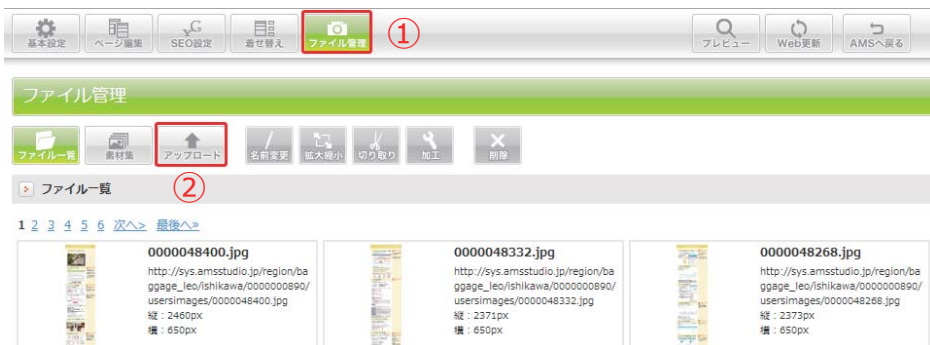 基本設定 ページ編集 SEO設定 着せ替え ファイル管理 ① プレビュー Web更新 AMSへ戻る
ファイル管理
ファイル一覧 素材集 アップロード 名前変更 拡大縮小 切り取り 加工 削除
②
ファイル一覧
1 2 3 4 5 6 次へ> 最後へ»
0000048400.jpg
http://sys.amsstudio.jp/region/ba
ggage_leo/ishikawa/0000000890/
usersimages/0000048400.jpg
縦：2460px
横：650px
0000048332.jpg
http://sys.amsstudio.jp/region/ba
ggage_leo/ishikawa/0000000890/
usersimages/0000048332.jpg
縦：2371px
横：650px
0000048268.jpg
http://sys.amsstudio.jp/region/ba
ggage_leo/ishikawa/0000000890/
usersimages/0000048268.jpg
縦：2373px
横：650px